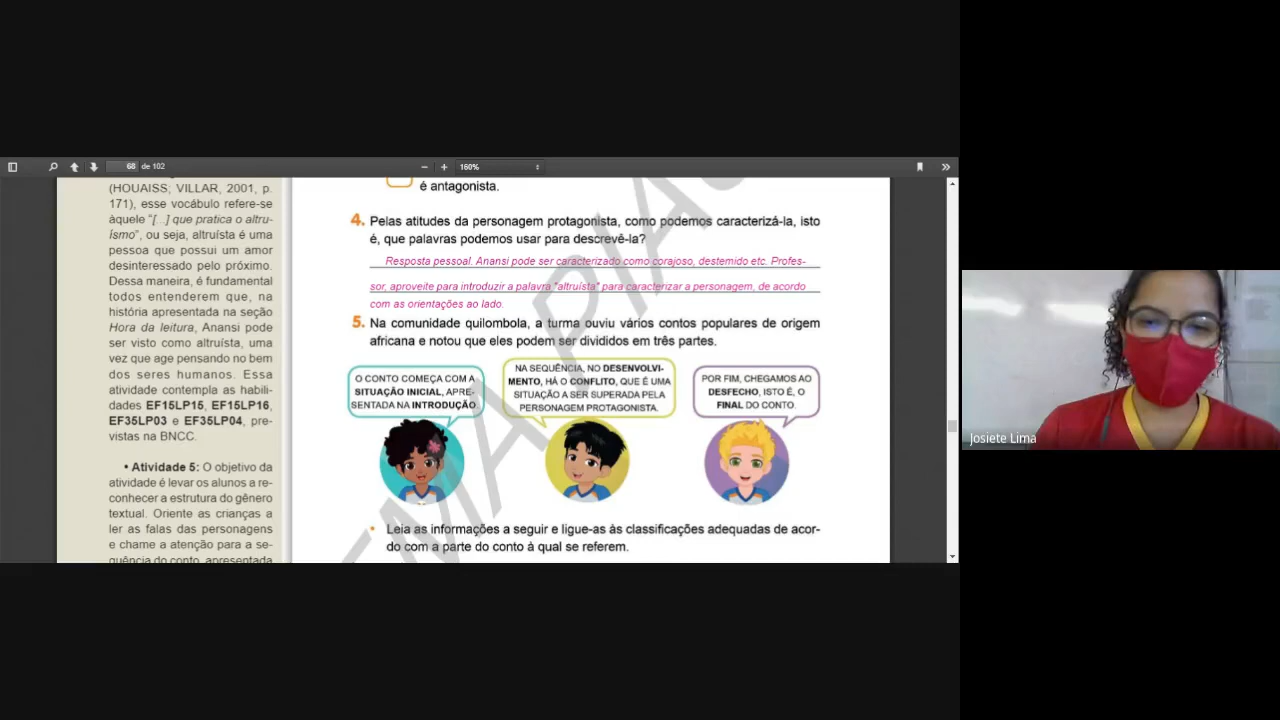 68 de 102
160%
(HOUAISS; VILLAR, 2001, p.
171), esse vocábulo refere-se
àquele "[...] que pratica o altru-
ísmo", ou seja, altruísta é uma
pessoa que possui um amor
desinteressado pelo próximo.
Dessa maneira, é fundamental
todos entenderem que, na
história apresentada na seção
Hora da leitura, Anansi pode
ser visto como altruísta, uma
vez que age pensando no bem
dos seres humanos. Essa
atividade contempla as habili-
dades EF15LP15, EF15LP16,
EF35LP03 e EF35LP04, pre-
vistas na BNCC.
• Atividade 5: O objetivo da
atividade é levar os alunos a re-
conhecer a estrutura do gênero
textual. Oriente as crianças a
ler as falas das personagens
e chame a atenção para a se-
quência do conto, apresentada
é antagonista.
4. Pelas atitudes da personagem protagonista, como podemos caracterizá-la, isto
é, que palavras podemos usar para descrevê-la?
Resposta pessoal. Anansi pode ser caracterizado como corajoso, destemido etc. Profes-
sor, aproveite para introduzir a palavra "altruísta" para caracterizar a personagem, de acordo
com as orientações ao lado.
5. Na comunidade quilombola, a turma ouviu vários contos populares de origem
africana e notou que eles podem ser divididos em três partes.
O CONTO COMEÇA COM A
SITUAÇÃO INICIAL, APRE-
SENTADA NA INTRODUÇÃO.
NA SEQUÊNCIA, NO DESENVOLVI-
MENTO, HÁ O CONFLITO, QUE É UMA
SITUAÇÃO A SER SUPERADA PELA
PERSONAGEM PROTAGONISTA.
POR FIM, CHEGAMOS AO
DESFECHO, ISTO É, O
FINAL DO CONTO.
• Leia as informações a seguir e ligue-as às classificações adequadas de acor-
do com a parte do conto à qual se referem.
Josiete Lima